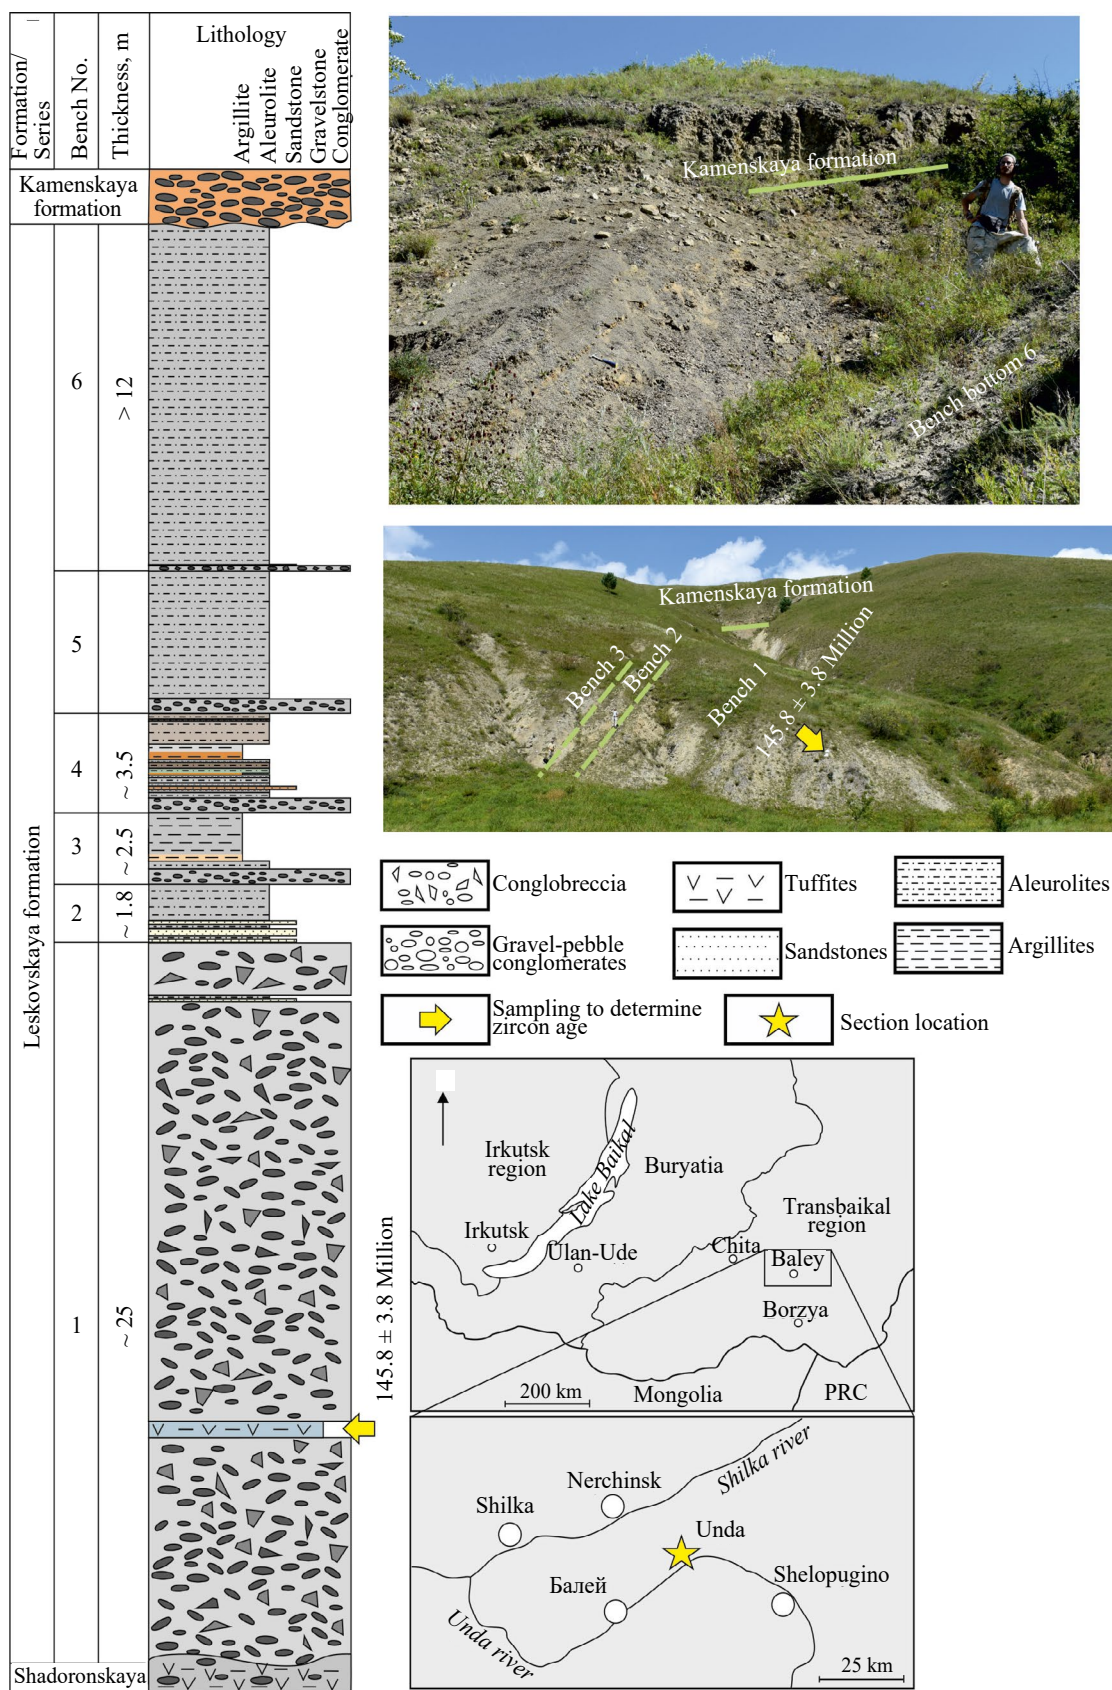 Formation/
Series
Bench No.
Thickness, m
Lithology
Argillite
Aleurolite
Sandstone
Gravelstone
Conglomerate
Kamenskaya
formation
6
> 12
5
4
~ 3.5
3
~ 2.5
2
~ 1.8
Leskovskaya formation
1
~ 25
145.8 ± 3.8 Million
Shadoronskaya
Kamenskaya formation
Bench bottom 6
Kamenskaya formation
Bench 3
Bench 2
Bench 1
145.8 ± 3.8 Million
Conglobreccia
Tuffites
Aleurolites
Gravel-pebble
conglomerates
Sandstones
Argillites
Sampling to determine
zircon age
Section location
Irkutsk
region
Lake Baikal
Buryatia
Transbaikal
region
Irkutsk
Ulan-Ude
Chita
Baley
Borzya
200 km
Mongolia
PRC
Shilka river
Nerchinsk
Shilka
Unda
Балей
Shelopugino
Unda river
25 km